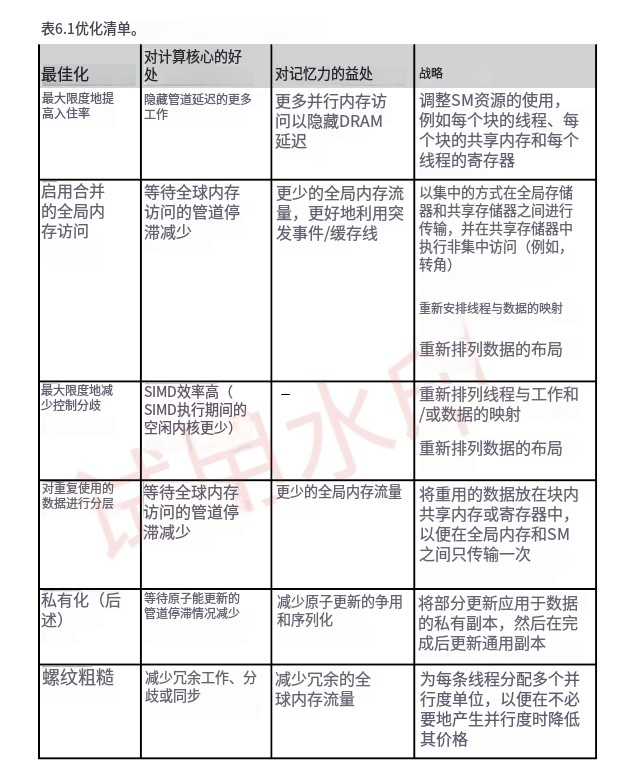 表6.1优化清单。
最佳化
对计算核心的好
处
对记忆力的益处
战略
最大限度地提
高入住率
隐藏管道延迟的更多
工作
更多并行内存访
问以隐藏DRAM
延迟
调整SM资源的使用，
例如每个块的线程、每
个块的共享内存和每个
线程的寄存器
启用合并
的全局内
存访问
等待全球内存
访问的管道停
滞减少
更少的全局内存流
量，更好地利用突
发事件/缓存线
以集中的方式在全局存储
器和共享存储器之间进行
传输，并在共享存储器中
执行非集中访问（例如，
转角）
重新安排线程与数据的映射
重新排列数据的布局
最大限度地减
少控制分歧
SIMD效率高（
SIMD执行期间的
空闲内核更少）
–
重新排列线程与工作和
/或数据的映射
重新排列数据的布局
对重复使用的
数据进行分层
等待全球内存
访问的管道停
滞减少
更少的全局内存流量
将重用的数据放在块内
共享内存或寄存器中，
以便在全局内存和SM
之间只传输一次
私有化（后
述）
等待原子能更新的
管道停滞情况减少
减少原子更新的争用
和序列化
将部分更新应用于数据
的私有副本，然后在完
成后更新通用副本
螺纹粗糙
减少冗余工作、分
歧或同步
减少冗余的全
球内存流量
为每条线程分配多个并
行度单位，以便在不必
要地产生并行度时降低
其价格
试用水印